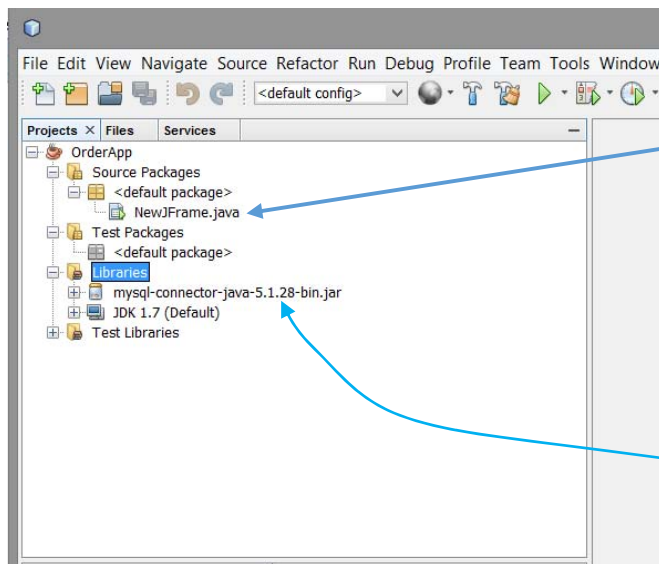 File Edit View Navigate Source Refactor Run Debug Profile Team Tools Window
<default config>
Projects × Files Services
OrderApp
Source Packages
<default package>
NewJFrame.java
Test Packages
<default package>
Libraries
mysql-connector-java-5.1.28-bin.jar
JDK 1.7 (Default)
Test Libraries